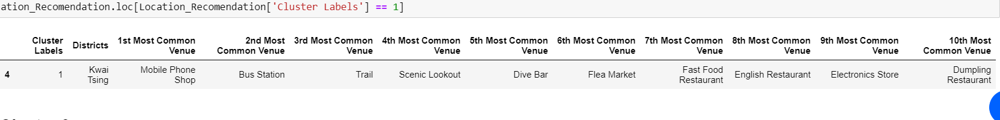 ation_Recomendation.loc[Location_Recomendation['Cluster Labels'] == 1]
Cluster Labels Districts 1st Most Common Venue 2nd Most Common Venue 3rd Most Common Venue 4th Most Common Venue 5th Most Common Venue 6th Most Common Venue 7th Most Common Venue 8th Most Common Venue 9th Most Common Venue 10th Most Common Venue
4 1 Kwai Tsing Mobile Phone Shop Bus Station Trail Scenic Lookout Dive Bar Flea Market Fast Food Restaurant English Restaurant Electronics Store Dumpling Restaurant